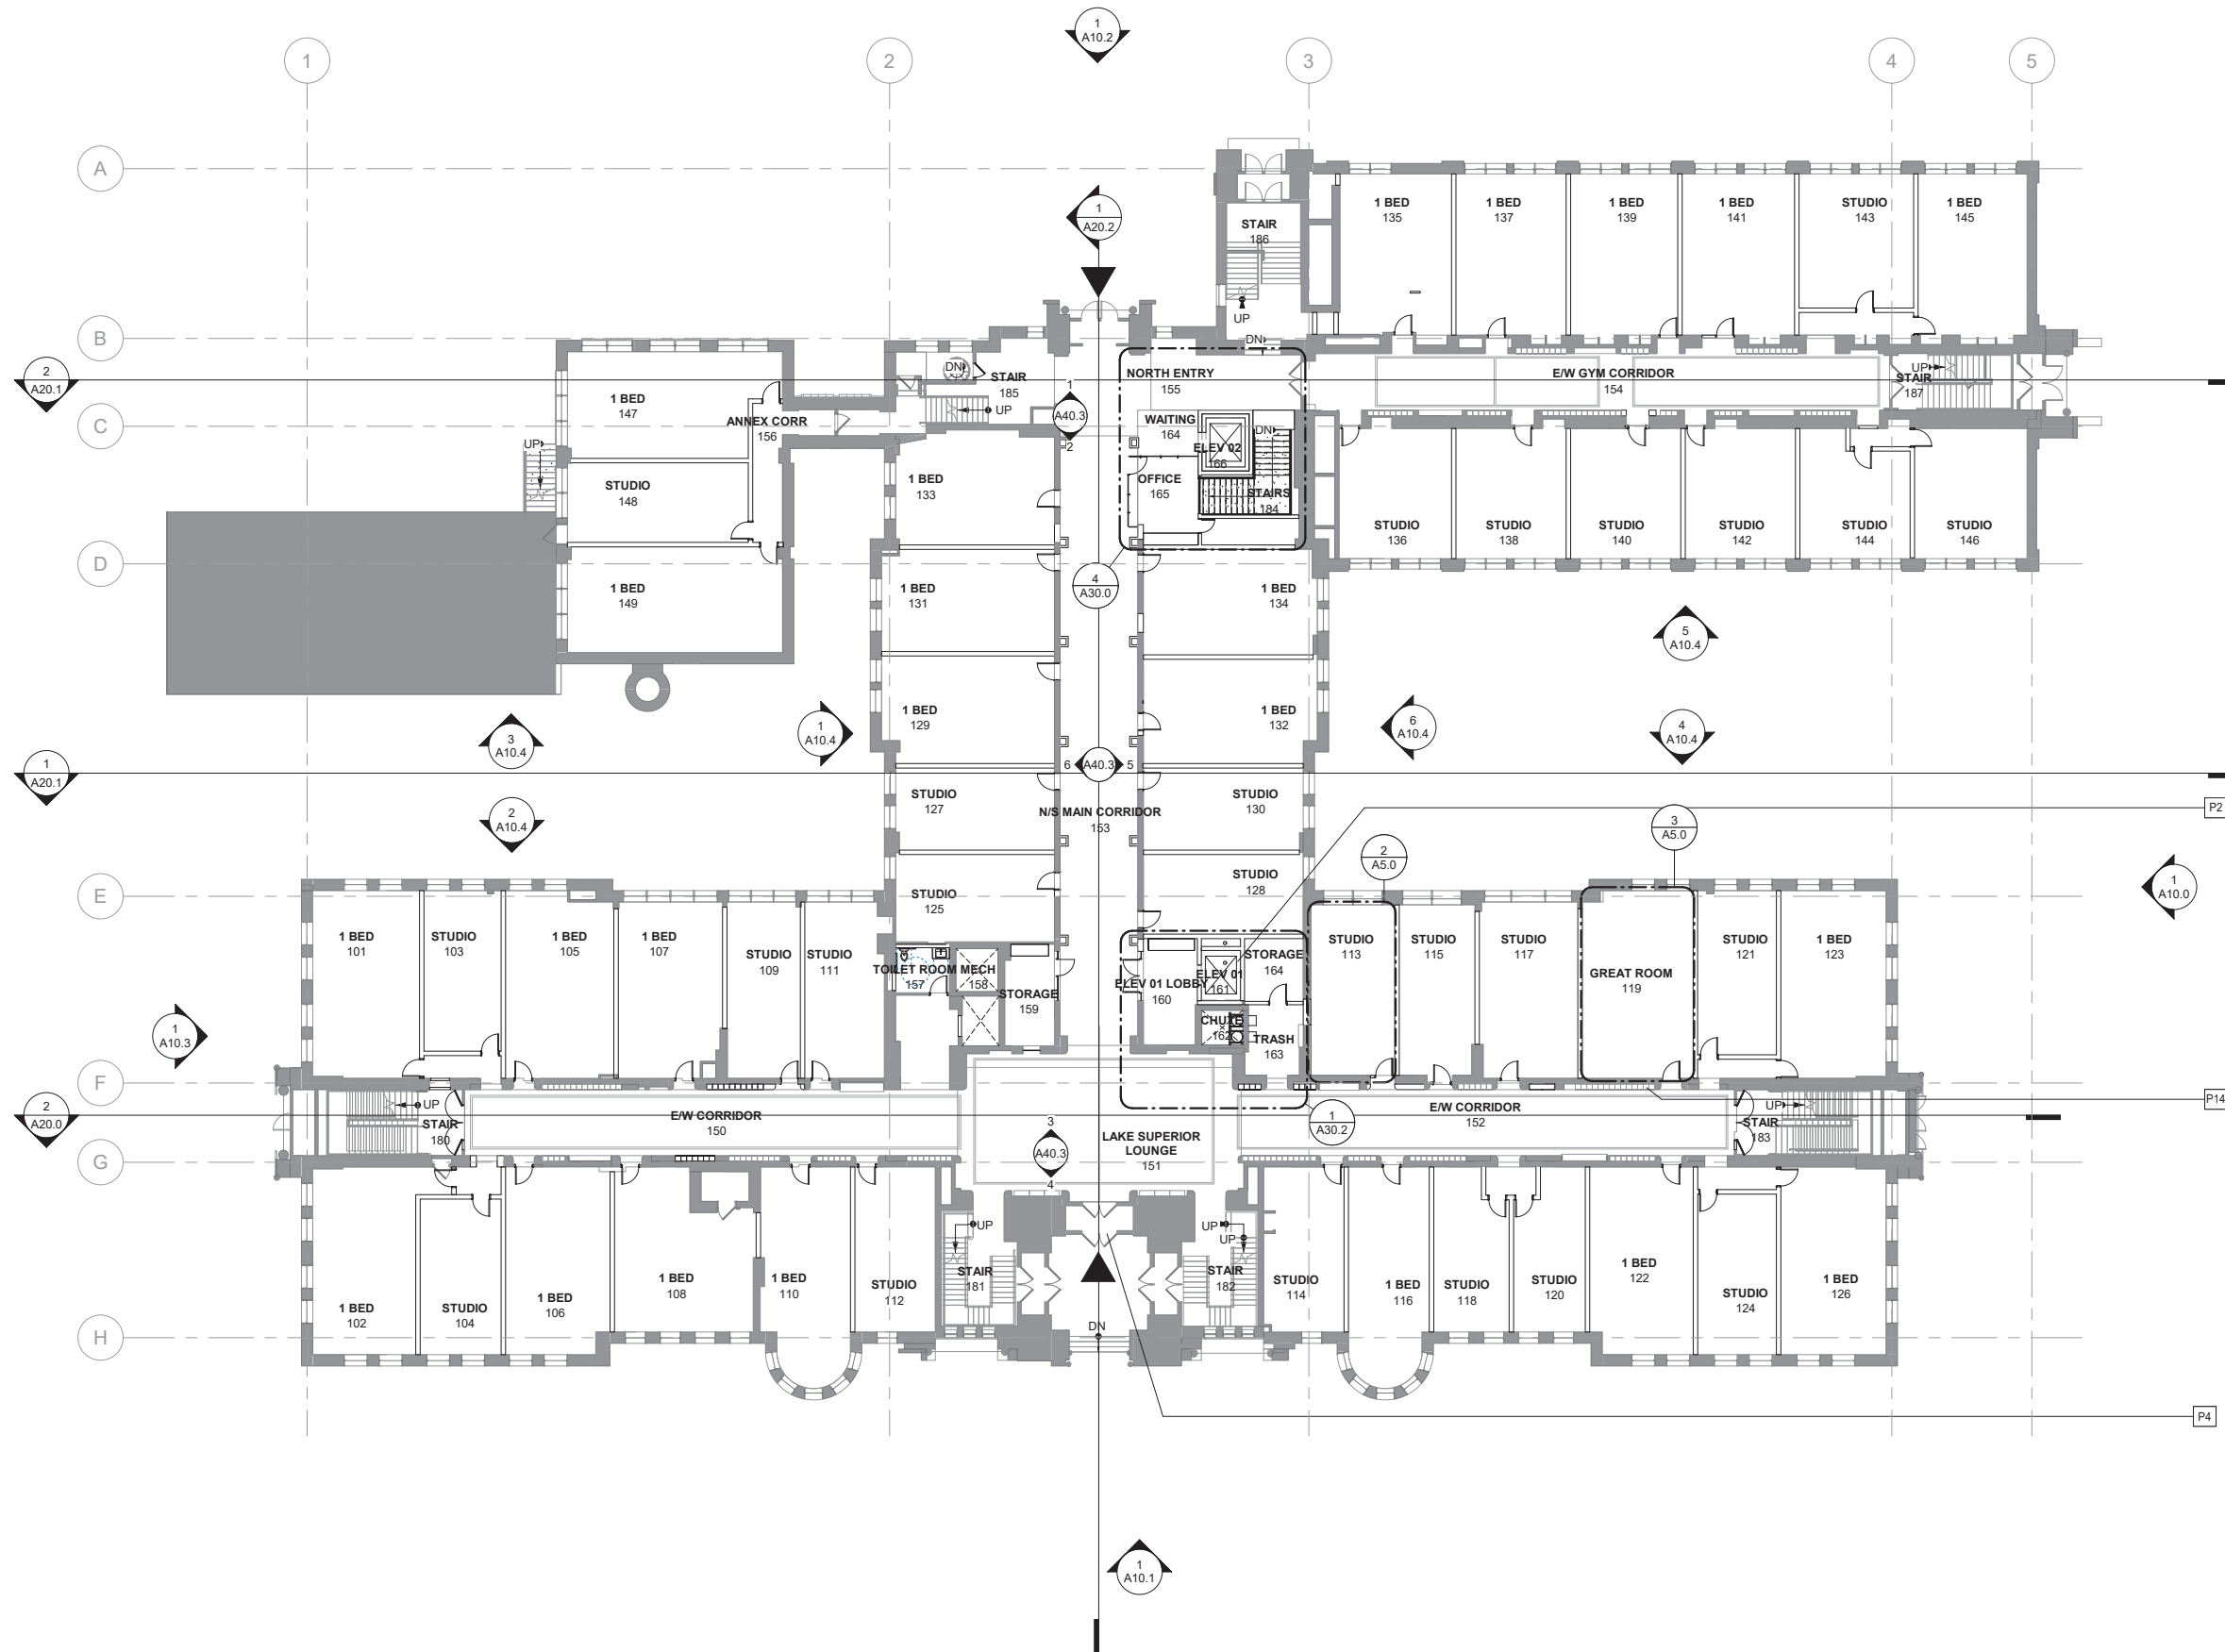 1
A10.2
1
2
3
4
5
A
1
A20.2
1 BED
135
1 BED
137
1 BED
139
1 BED
141
STUDIO
143
1 BED
145
STAIR
186
UP
B
DN
2
A20.1
1 BED
147
DN
STAIR
185
UP
1
A40.3
2
NORTH ENTRY
155
E/W GYM CORRIDOR
154
UP
STAIR
187
C
ANNEX CORR
156
WAITING
164
DN
ELEV 02
166
UP
STUDIO
148
1 BED
133
OFFICE
165
STAIRS
184
STUDIO
136
STUDIO
138
STUDIO
140
STUDIO
142
STUDIO
144
STUDIO
146
D
4
A30.0
1 BED
149
1 BED
131
1 BED
134
5
A10.4
1 BED
129
1 BED
132
3
A10.4
1
A10.4
6
A10.4
4
A10.4
1
A20.1
6
A40.3
5
2
A10.4
STUDIO
127
N/S MAIN CORRIDOR
153
STUDIO
130
P2
3
A5.0
2
A5.0
E
STUDIO
125
STUDIO
128
1
A10.0
1 BED
101
STUDIO
103
1 BED
105
1 BED
107
STUDIO
109
STUDIO
111
TOILET ROOM
157
MECH
158
STORAGE
159
ELEV 01 LOBBY
160
ELEV 01
161
STORAGE
164
CHUTE
162
TRASH
163
STUDIO
113
STUDIO
115
STUDIO
117
GREAT ROOM
119
STUDIO
121
1 BED
123
1
A10.3
F
P14
2
A20.0
UP
STAIR
180
E/W CORRIDOR
150
3
A40.3
4
LAKE SUPERIOR
LOUNGE
151
1
A30.2
E/W CORRIDOR
152
UP
STAIR
183
G
1 BED
102
STUDIO
104
1 BED
106
1 BED
108
1 BED
110
STUDIO
112
UP
STAIR
181
UP
UP
STAIR
182
STUDIO
114
1 BED
116
STUDIO
118
STUDIO
120
1 BED
122
STUDIO
124
1 BED
126
DN
H
P4
1
A10.1